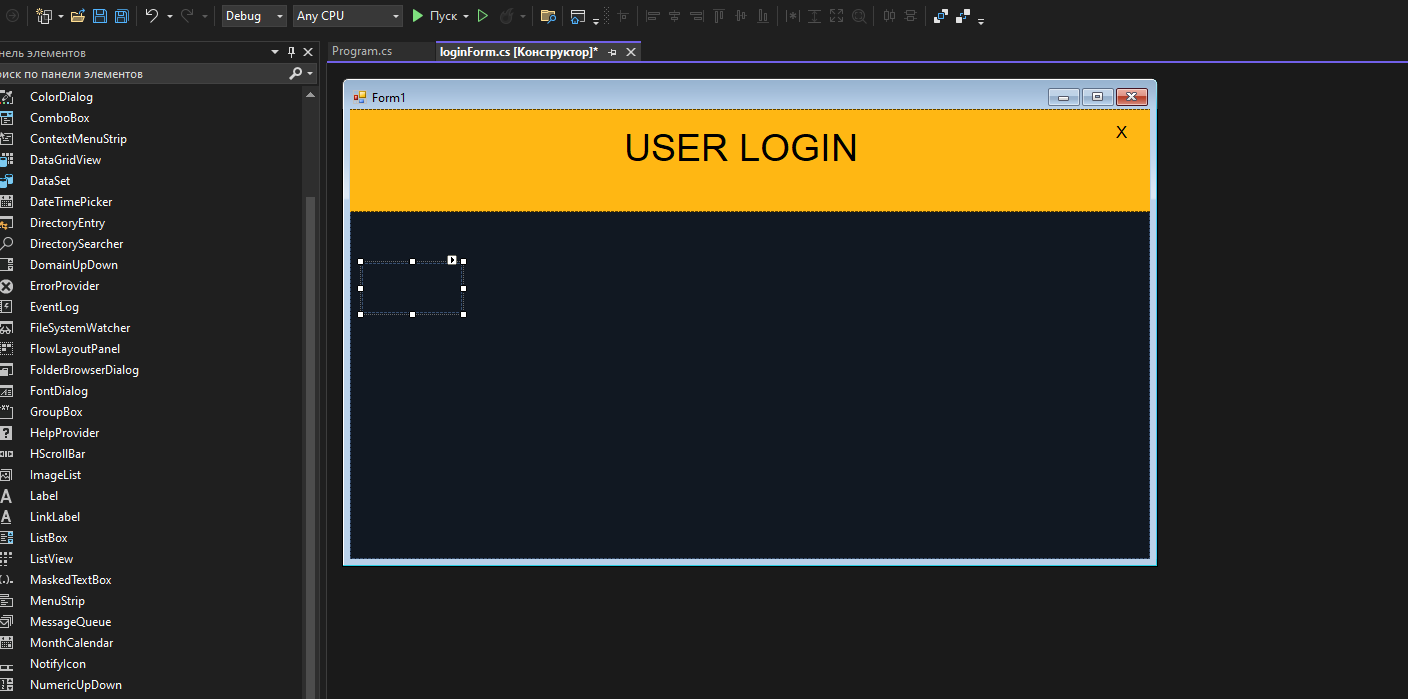 Debug Any CPU Пуск
нель элементов
оиск по панели элементов
ColorDialog
ComboBox
ContextMenuStrip
DataGridView
DataSet
DateTimePicker
DirectoryEntry
DirectorySearcher
DomainUpDown
ErrorProvider
EventLog
FileSystemWatcher
FlowLayoutPanel
FolderBrowserDialog
FontDialog
GroupBox
HelpProvider
HScrollBar
ImageList
Label
LinkLabel
ListBox
ListView
MaskedTextBox
MenuStrip
MessageQueue
MonthCalendar
NotifyIcon
NumericUpDown
Program.cs
loginForm.cs [Конструктор]*
Form1
USER LOGIN
X